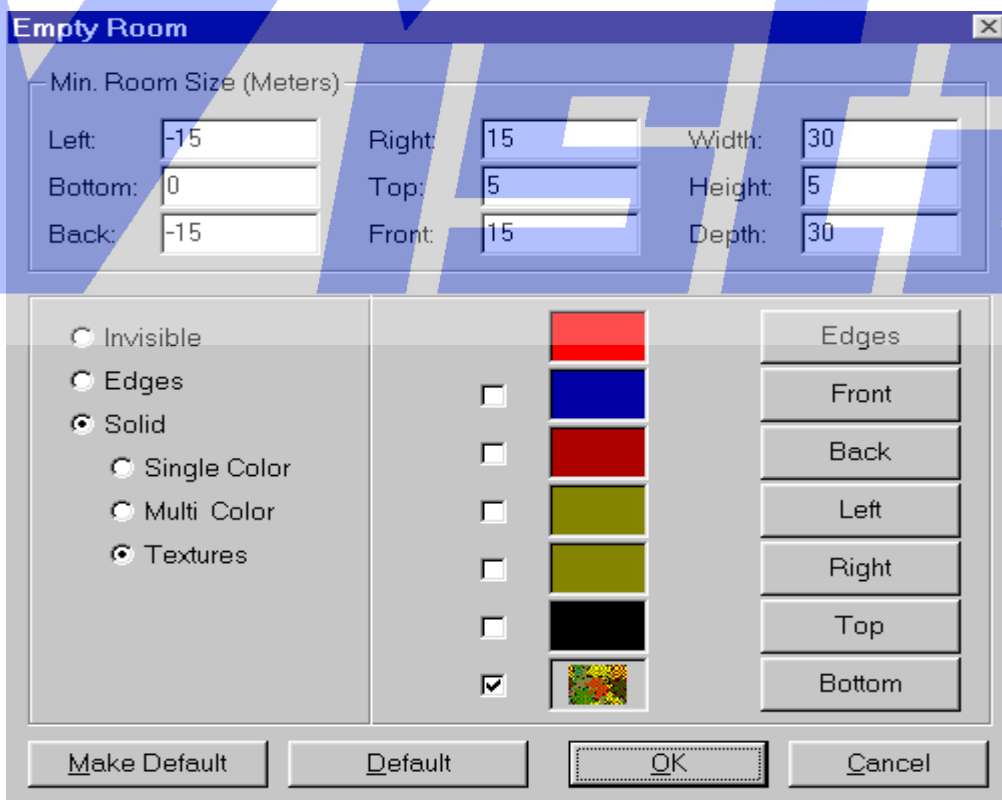 Empty Room
Min. Room Size (Meters)
Left: -15 Right: 15 Width: 30
Bottom: 0 Top: 5 Height: 5
Back: -15 Front: 15 Depth: 30
Invisible Edges
Edges Front
Solid Back
Single Color Left
Multi Color Right
Textures Top
Bottom
Make Default Default OK Cancel